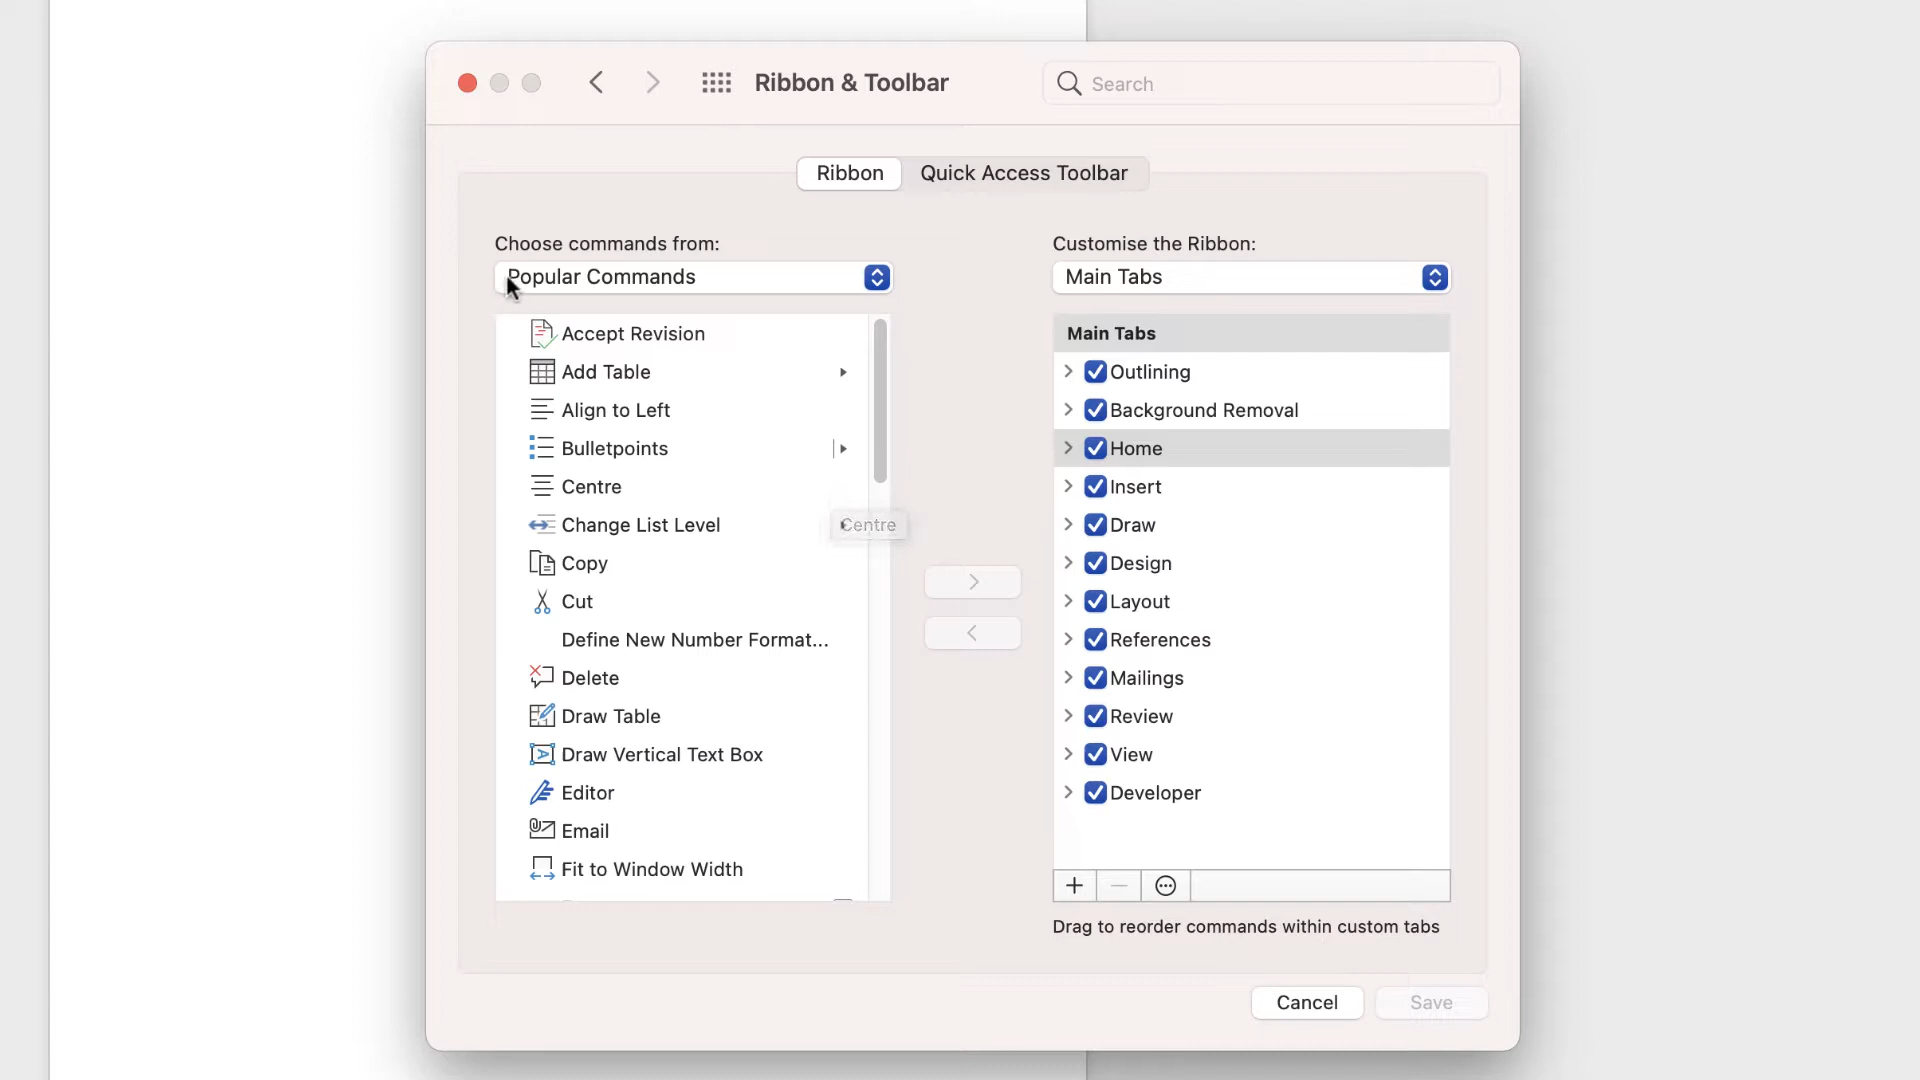 Ribbon & Toolbar
Search
Ribbon
Quick Access Toolbar
Choose commands from:
Popular Commands
Accept Revision
Add Table
Align to Left
Bulletpoints
Centre
Change List Level
Centre
Copy
Cut
Define New Number Format...
Delete
Draw Table
Draw Vertical Text Box
Editor
Email
Fit to Window Width
Customise the Ribbon:
Main Tabs
Main Tabs
Outlining
Background Removal
Home
Insert
Draw
Design
Layout
References
Mailings
Review
View
Developer
Drag to reorder commands within custom tabs
Cancel
Save